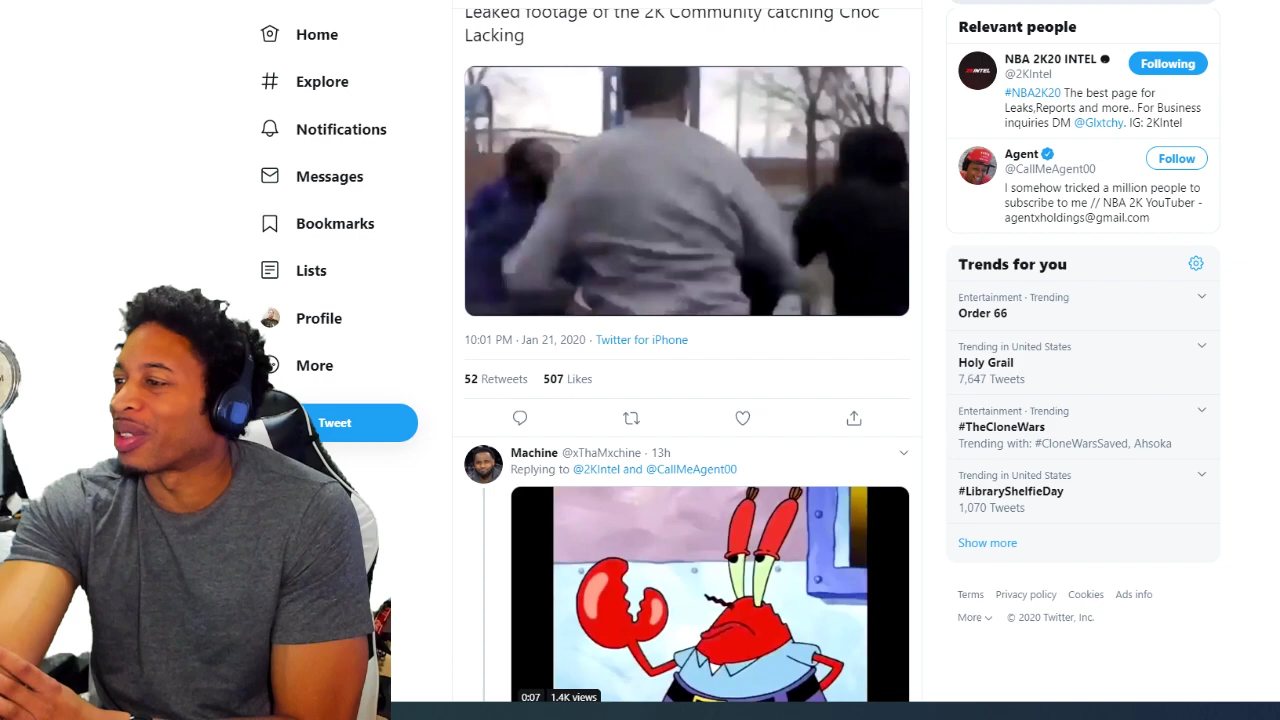 Home
Explore
Notifications
Messages
Bookmarks
Lists
Profile
More
Tweet
Leaked footage of the 2K Community catching Choc
Lacking
10:01 PM · Jan 21, 2020 · Twitter for iPhone
52 Retweets 507 Likes
Machine @xThaMxchine · 13h
Replying to @2KIntel and @CallMeAgent00
0:07 1.4K views
Relevant people
NBA 2K20 INTEL
@2KIntel
Following
#NBA2K20 The best page for
Leaks,Reports and more.. For Business
inquiries DM @Glxtchy. IG: 2KIntel
2KINTEL
Agent
@CallMeAgent00
Follow
I somehow tricked a million people to
subscribe to me // NBA 2K YouTuber -
agentxholdings@gmail.com
Trends for you
Entertainment · Trending
Order 66
Trending in United States
Holy Grail
7,647 Tweets
Entertainment · Trending
#TheCloneWars
Trending with: #CloneWarsSaved, Ahsoka
Trending in United States
#LibraryShelfieDay
1,070 Tweets
Show more
Terms Privacy policy Cookies Ads info
More © 2020 Twitter, Inc.